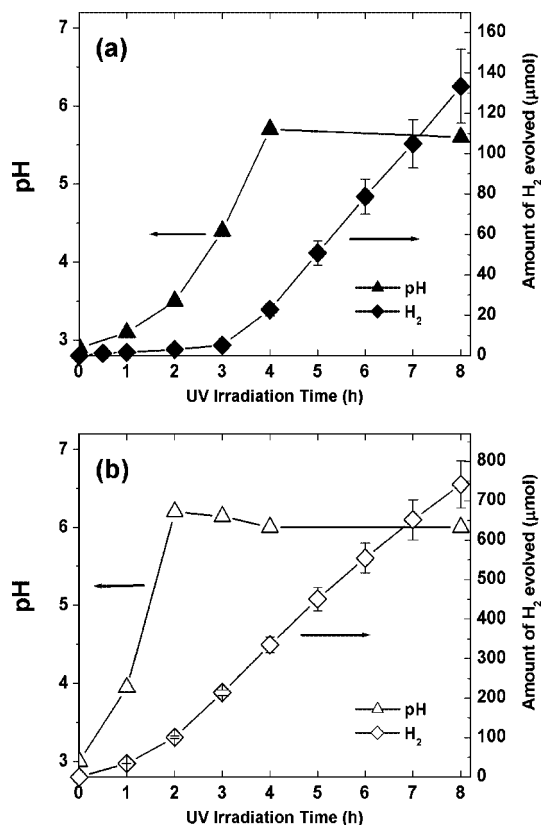 (a)
pH
7
6
5
4
3
170
160
140
120
100
80
60
40
20
0
Amount of H2 evolved (μmol)
pH
H2
0 1 2 3 4 5 6 7 8
UV Irradiation Time (h)
(b)
pH
7
6
5
4
3
800
700
600
500
400
300
200
100
0
Amount of H2 evolved (μmol)
pH
H2
0 1 2 3 4 5 6 7 8
UV Irradiation Time (h)